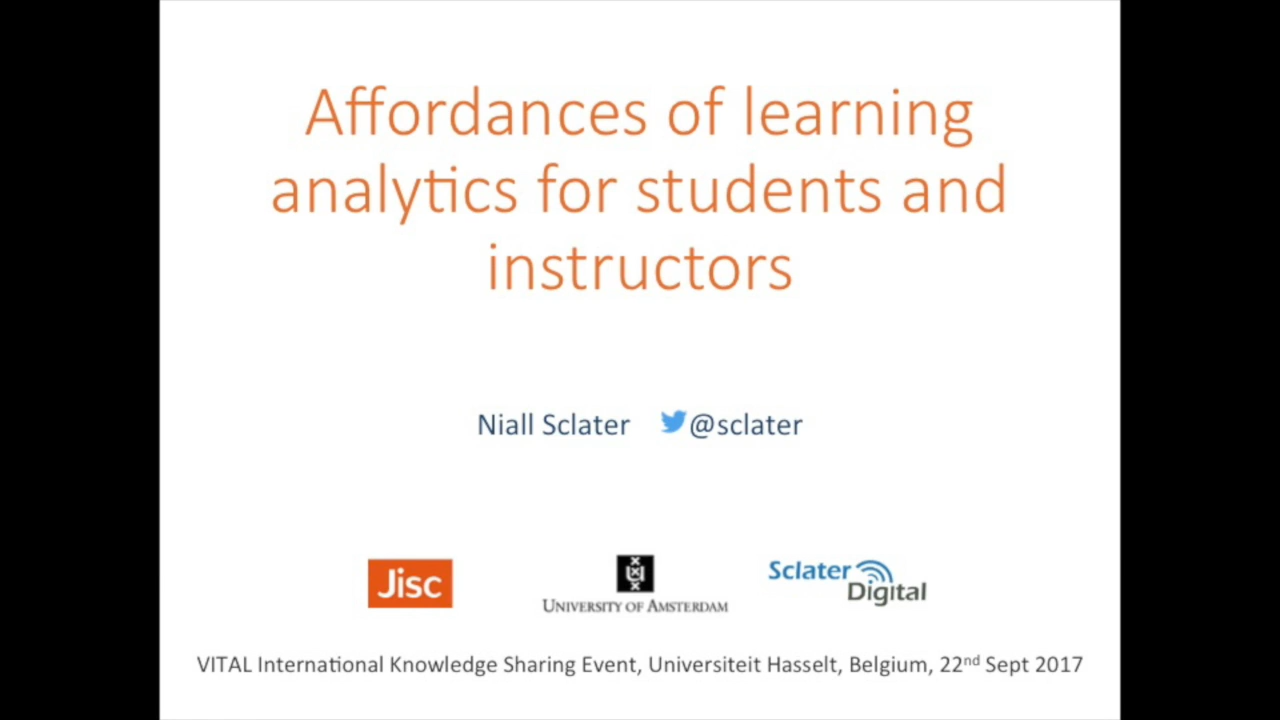 Affordances of learning
analytics for students and
instructors
Niall Sclater @sclater
Jisc
UNIVERSITY OF AMSTERDAM
Sclater
Digital
VITAL International Knowledge Sharing Event, Universiteit Hasselt, Belgium, 22nd Sept 2017